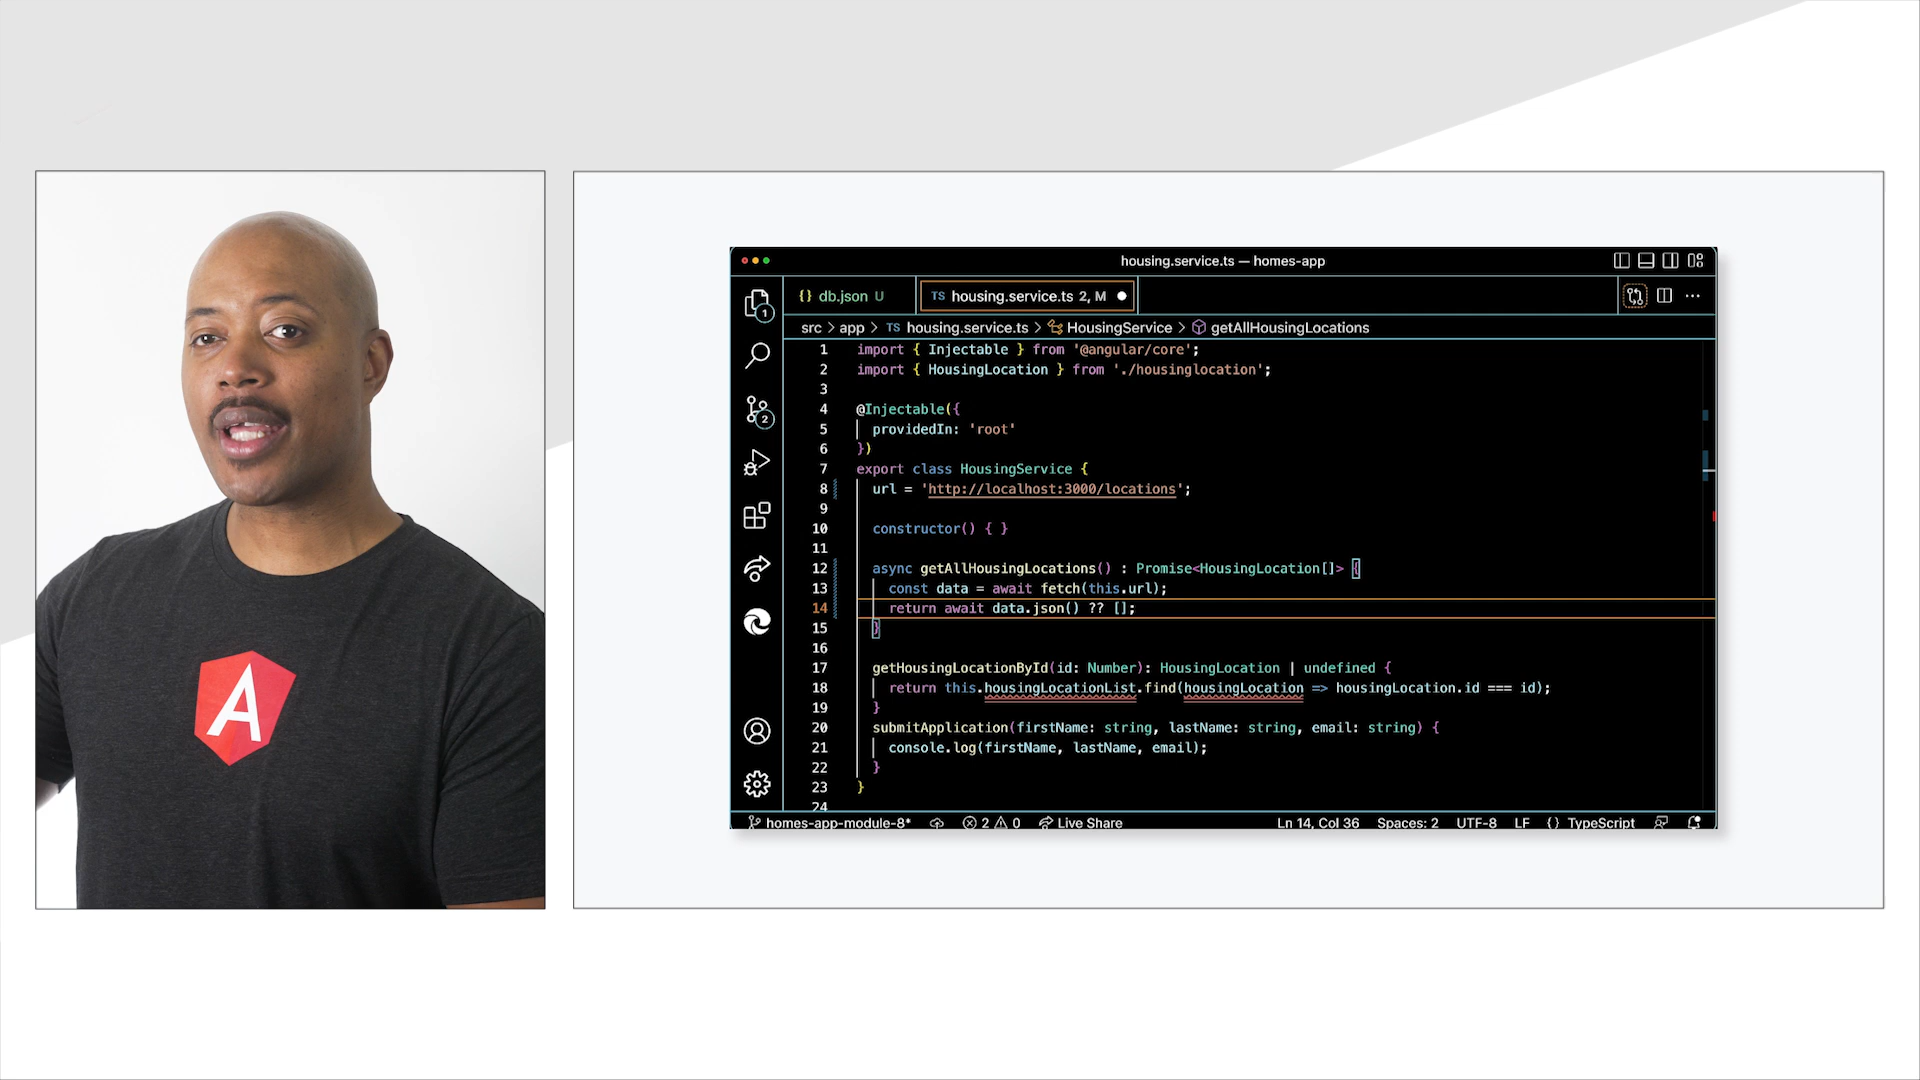 A
housing.service.ts — homes-app
{} db.json U
TS housing.service.ts 2, M
src > app > TS housing.service.ts > HousingService > getAllHousingLocations
1 import { Injectable } from '@angular/core';
2 import { HousingLocation } from './housinglocation';
3
4 @Injectable({
5 providedIn: 'root'
6 })
7 export class HousingService {
8 url = 'http://localhost:3000/locations';
9
10 constructor() { }
11
12 async getAllHousingLocations() : Promise<HousingLocation[]> {
13 const data = await fetch(this.url);
14 return await data.json() ?? [];
15 }
16
17 getHousingLocationById(id: Number): HousingLocation | undefined {
18 return this.housingLocationList.find(housingLocation => housingLocation.id === id);
19 }
20 submitApplication(firstName: string, lastName: string, email: string) {
21 console.log(firstName, lastName, email);
22 }
23 }
24
1
2
homes-app-module-8* 2 0 Live Share Ln 14, Col 36 Spaces: 2 UTF-8 LF {} TypeScript